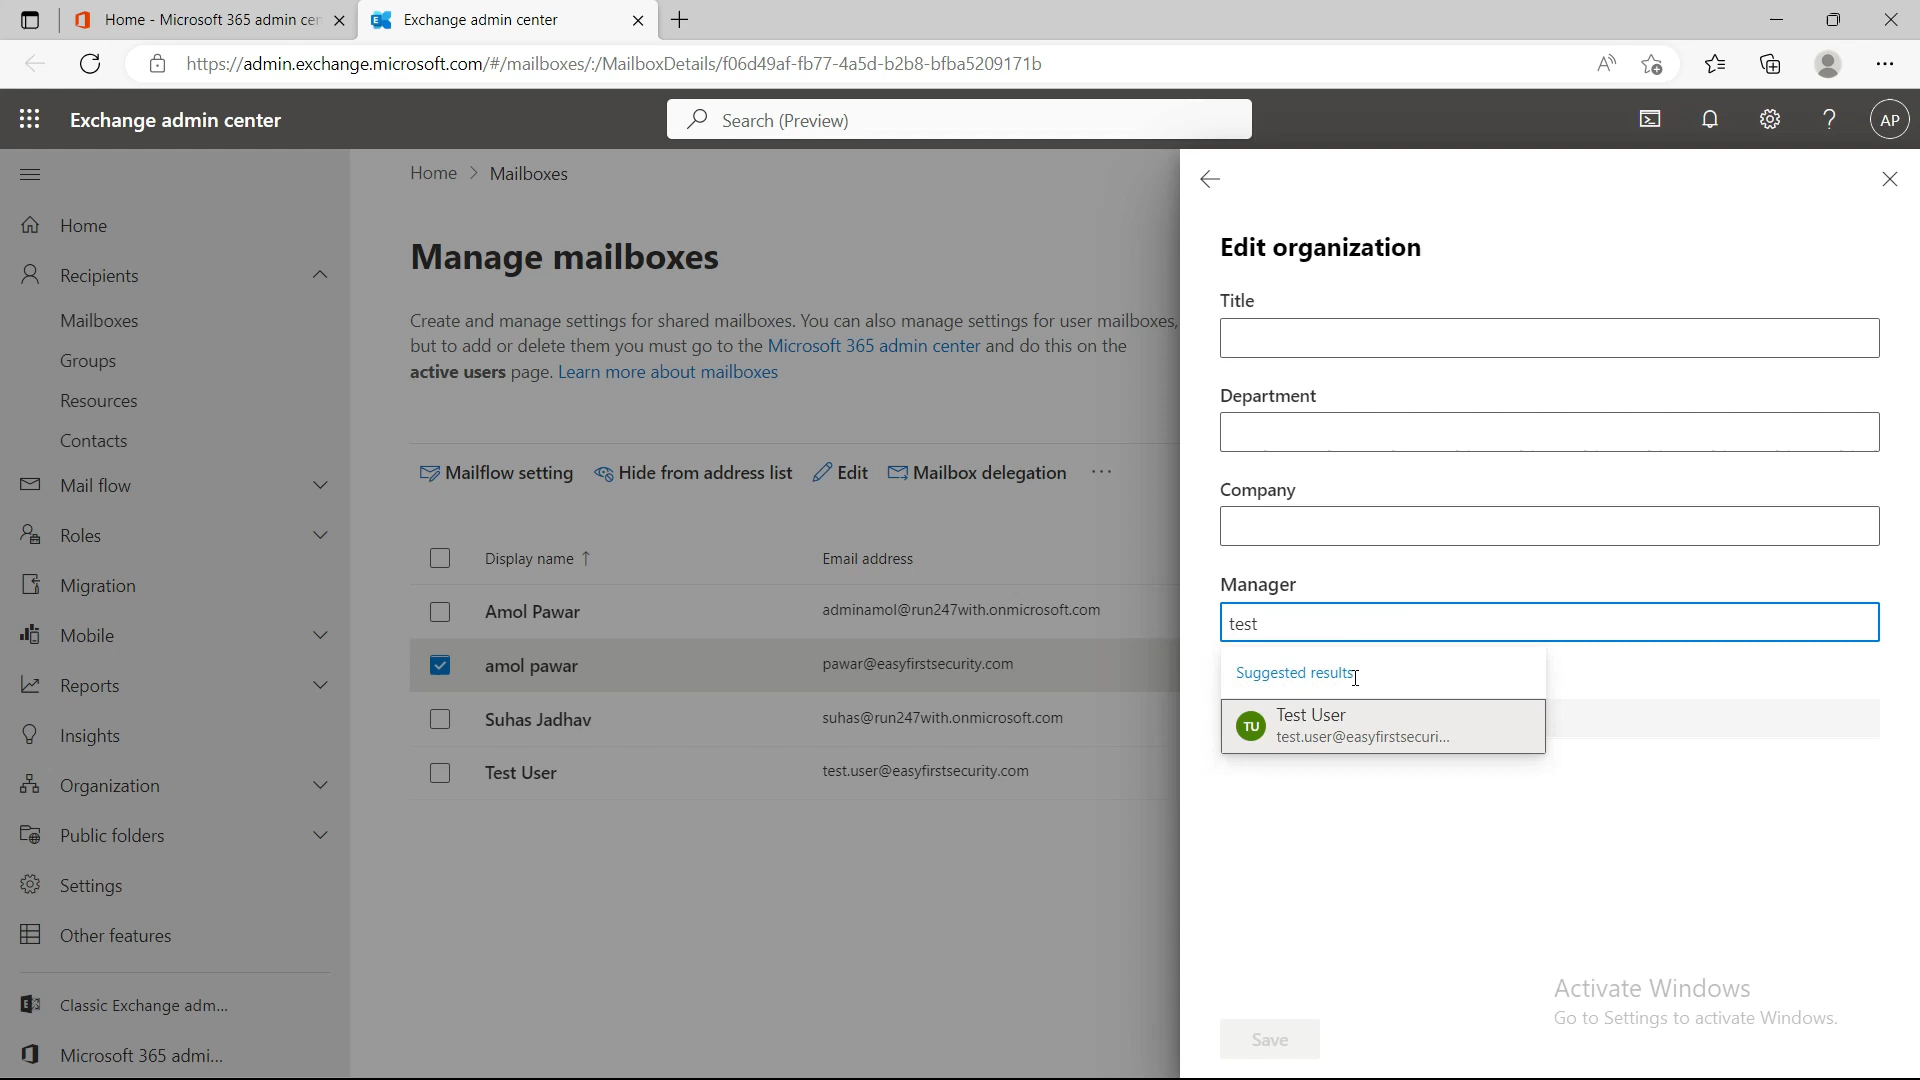 Home - Microsoft 365 admin cen
Exchange admin center
https://admin.exchange.microsoft.com/#/mailboxes/:/MailboxDetails/f06d49af-fb77-4a5d-b2b8-bfba5209171b
Exchange admin center
Search (Preview)
AP
Home > Mailboxes
Home
Recipients
Mailboxes
Groups
Resources
Contacts
Mail flow
Roles
Migration
Mobile
Reports
Insights
Organization
Public folders
Settings
Other features
Classic Exchange adm...
Microsoft 365 admi...
Manage mailboxes
Create and manage settings for shared mailboxes. You can also manage settings for user mailboxes,
but to add or delete them you must go to the Microsoft 365 admin center and do this on the
active users page. Learn more about mailboxes
Mailflow setting Hide from address list Edit Mailbox delegation ...
Display name ↑ Email address
Amol Pawar adminamol@run247with.onmicrosoft.com
amol pawar pawar@easyfirstsecurity.com
Suhas Jadhav suhas@run247with.onmicrosoft.com
Test User test.user@easyfirstsecurity.com
Edit organization
Title
Department
Company
Manager
test
Suggested results
TU
Test User
test.user@easyfirstsecuri...
Save
Activate Windows
Go to Settings to activate Windows.